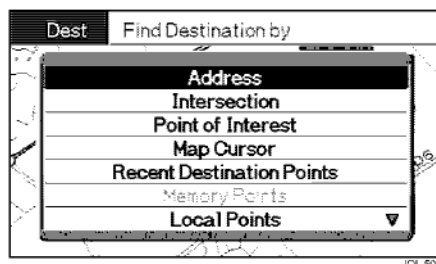 Dest Find Destination by
Address
Intersection
Point of Interest
Map Cursor
Recent Destination Points
Memory Points
Local Points